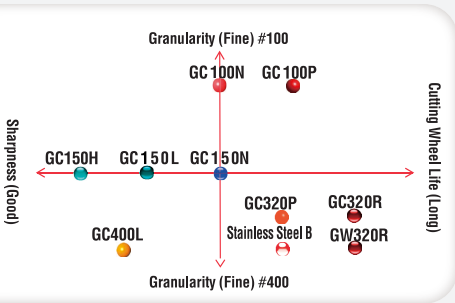 Granularity (Fine) #100
GC100N GC100P
Cutting Wheel Life (Long)
Sharpness (Good)
GC150H GC150L GC150N
GC320P GC320R
GC400L Stainless Steel B GW320R
Granularity (Fine) #400